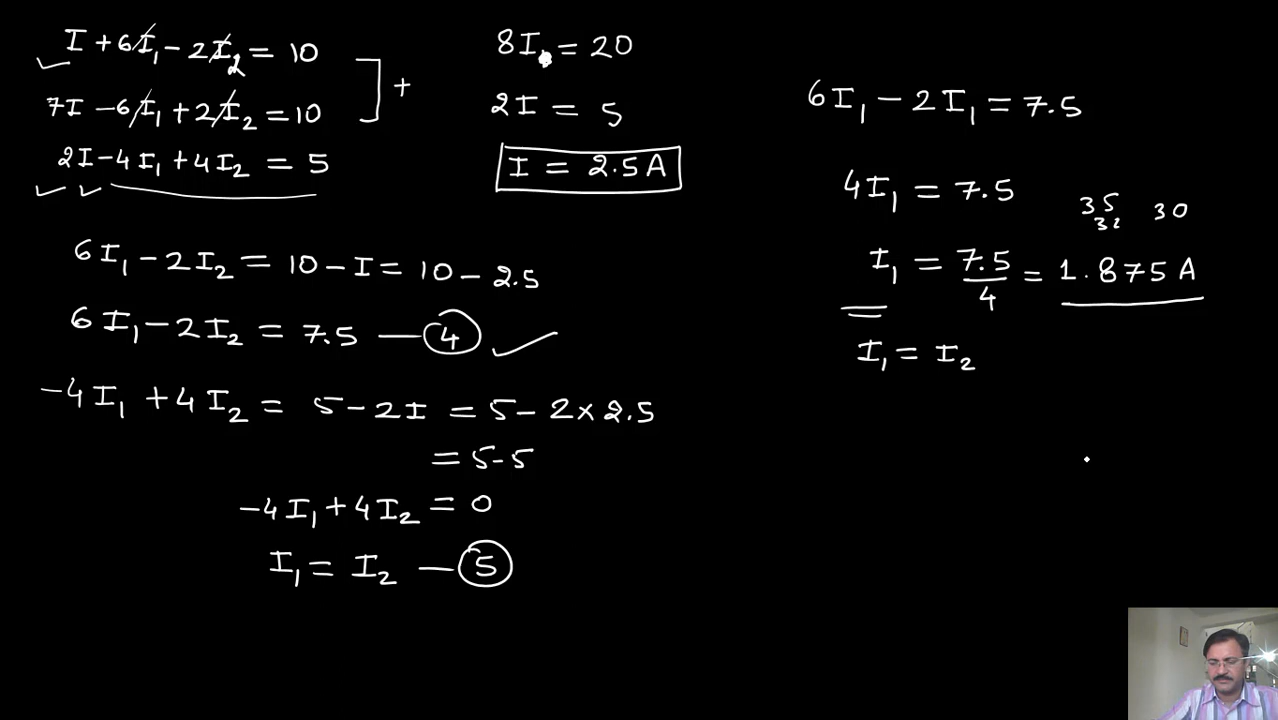 I + 6I₁ - 2I₂ = 10
7I - 6I₁ + 2I₂ = 10
+
2I - 4I₁ + 4I₂ = 5
6I₁ - 2I₂ = 10 - I = 10 - 2.5
6I₁ - 2I₂ = 7.5 — 4
-4I₁ + 4I₂ = 5 - 2I = 5 - 2 × 2.5
= 5 - 5
-4I₁ + 4I₂ = 0
I₁ = I₂ — 5
8I = 20
2I = 5
I = 2.5 A
6I₁ - 2I₁ = 7.5
4I₁ = 7.5
35 30
32
I₁ = 7.5/4 = 1.875 A
I₁ = I₂